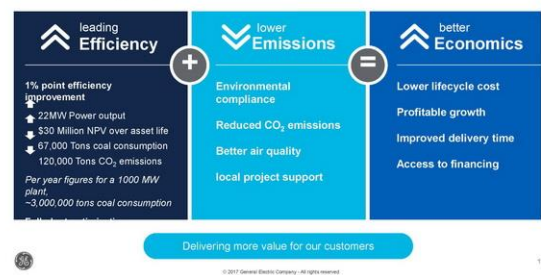 leading
Efficiency
lower
Emissions
better
Economics
+
=
1% point efficiency
improvement
22MW Power output
$30 Million NPV over asset life
67,000 Tons coal consumption
120,000 Tons CO₂ emissions
Per year figures for a 1000 MW
plant,
~3,000,000 tons coal consumption
Environmental
compliance
Reduced CO₂ emissions
Better air quality
local project support
Lower lifecycle cost
Profitable growth
Improved delivery time
Access to financing
Delivering more value for our customers
© 2017 General Electric Company - All rights reserved